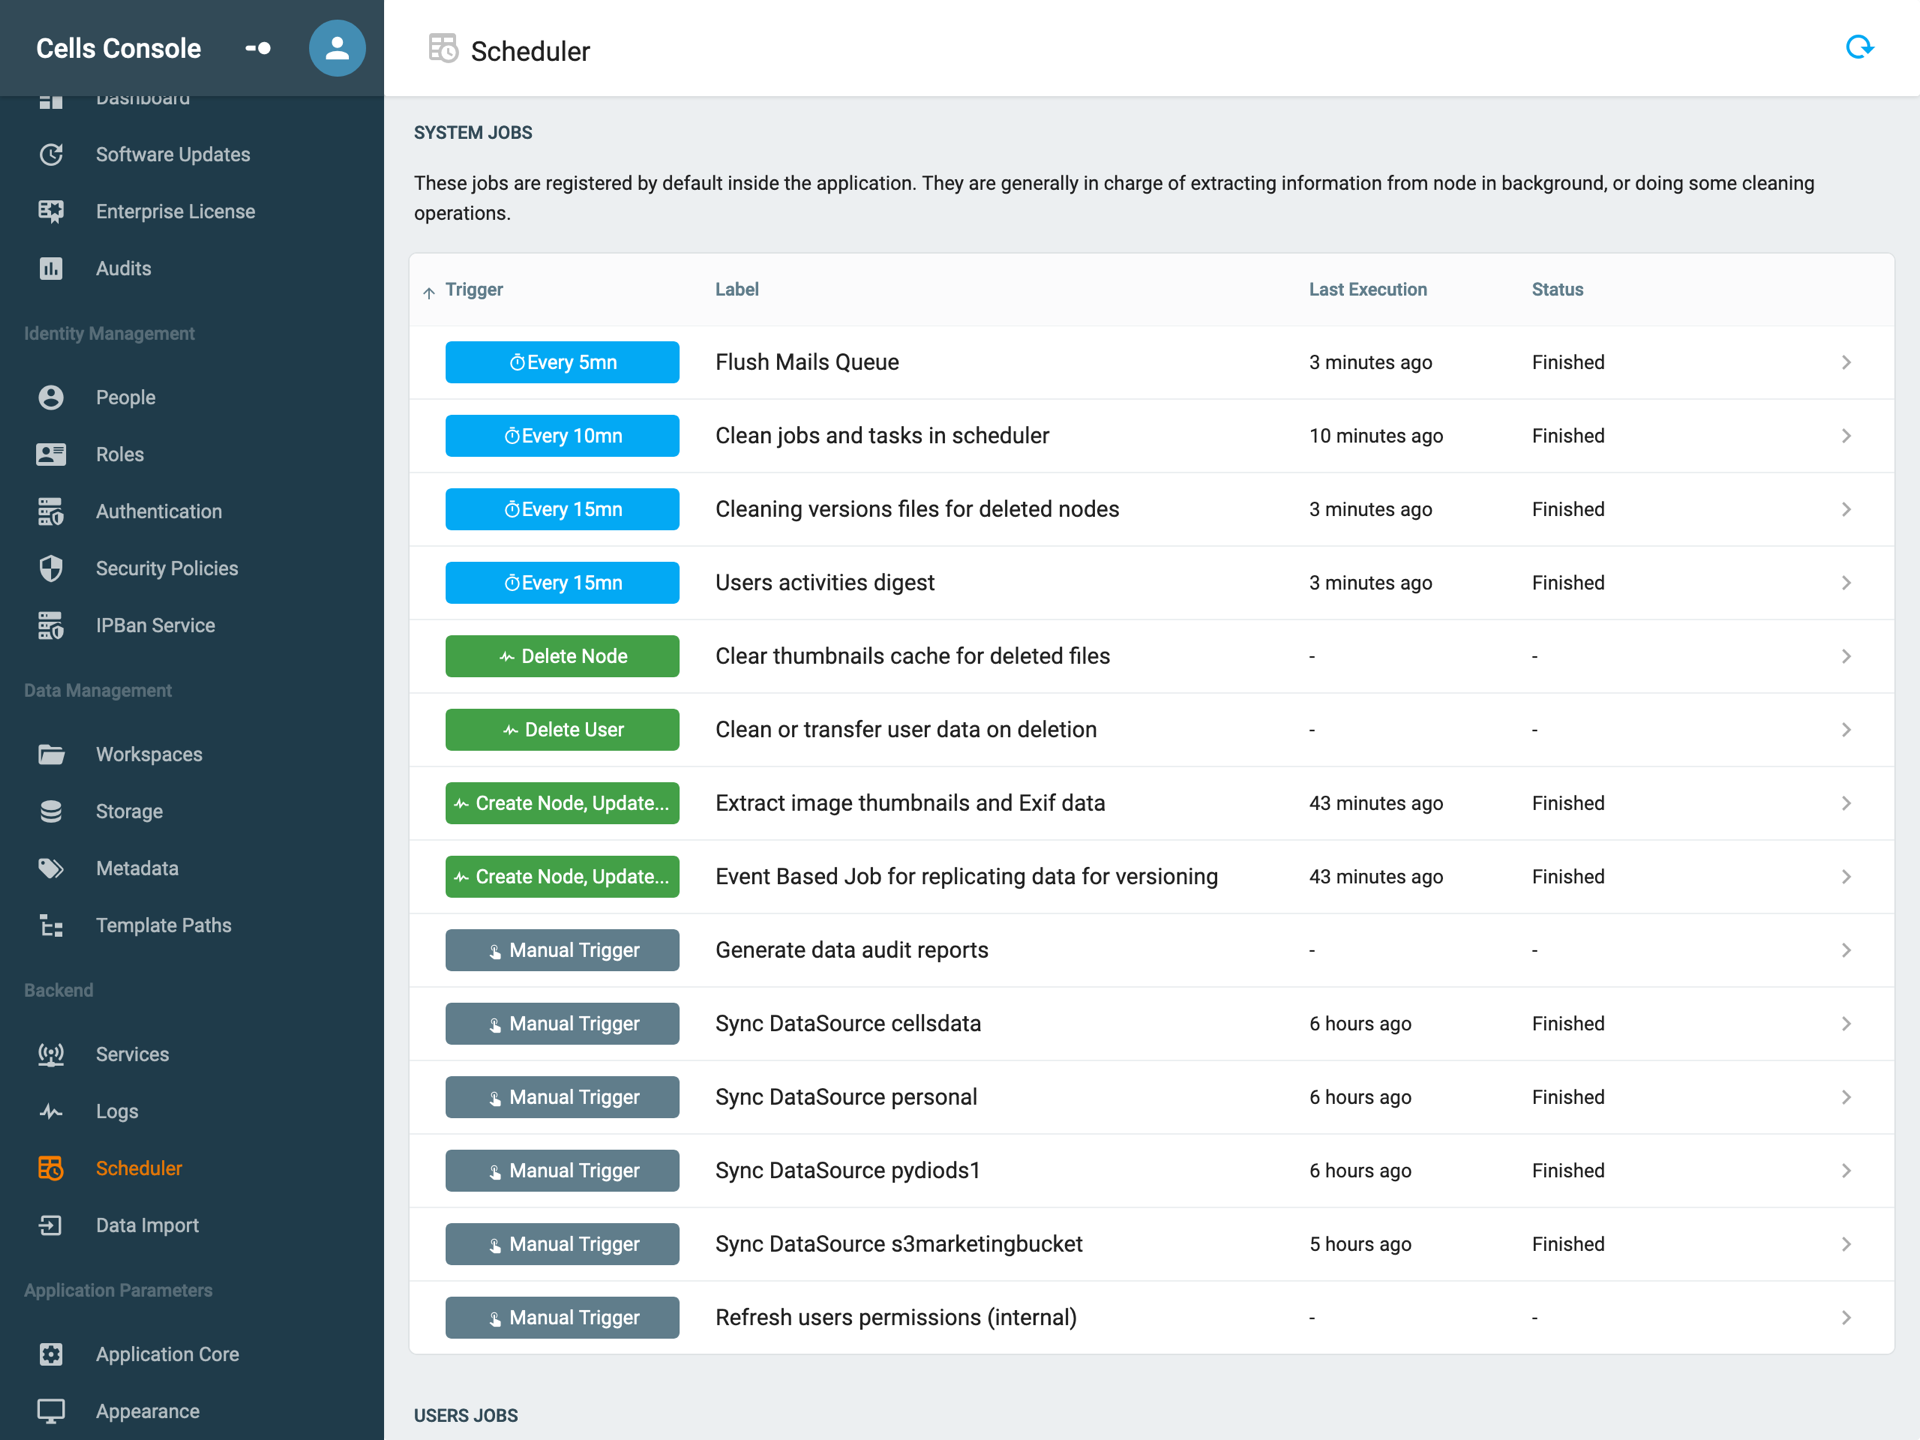 Cells Console
Dashboard
Software Updates
Enterprise License
Audits
Identity Management
People
Roles
Authentication
Security Policies
IPBan Service
Data Management
Workspaces
Storage
Metadata
Template Paths
Backend
Services
Logs
Scheduler
Data Import
Application Parameters
Application Core
Appearance
Scheduler
SYSTEM JOBS
These jobs are registered by default inside the application. They are generally in charge of extracting information from node in background, or doing some cleaning
operations.
Trigger Label Last Execution Status
Every 5mn Flush Mails Queue 3 minutes ago Finished
Every 10mn Clean jobs and tasks in scheduler 10 minutes ago Finished
Every 15mn Cleaning versions files for deleted nodes 3 minutes ago Finished
Every 15mn Users activities digest 3 minutes ago Finished
Delete Node Clear thumbnails cache for deleted files - -
Delete User Clean or transfer user data on deletion - -
Create Node, Update... Extract image thumbnails and Exif data 43 minutes ago Finished
Create Node, Update... Event Based Job for replicating data for versioning 43 minutes ago Finished
Manual Trigger Generate data audit reports - -
Manual Trigger Sync DataSource cellsdata 6 hours ago Finished
Manual Trigger Sync DataSource personal 6 hours ago Finished
Manual Trigger Sync DataSource pydiods1 6 hours ago Finished
Manual Trigger Sync DataSource s3marketingbucket 5 hours ago Finished
Manual Trigger Refresh users permissions (internal) - -
USERS JOBS